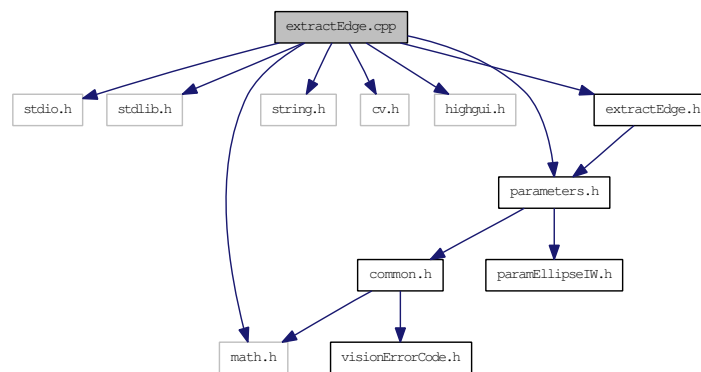 extractEdge.cpp
stdio.h
stdlib.h
string.h
cv.h
highgui.h
extractEdge.h
parameters.h
common.h
paramEllipseIW.h
math.h
visionErrorCode.h